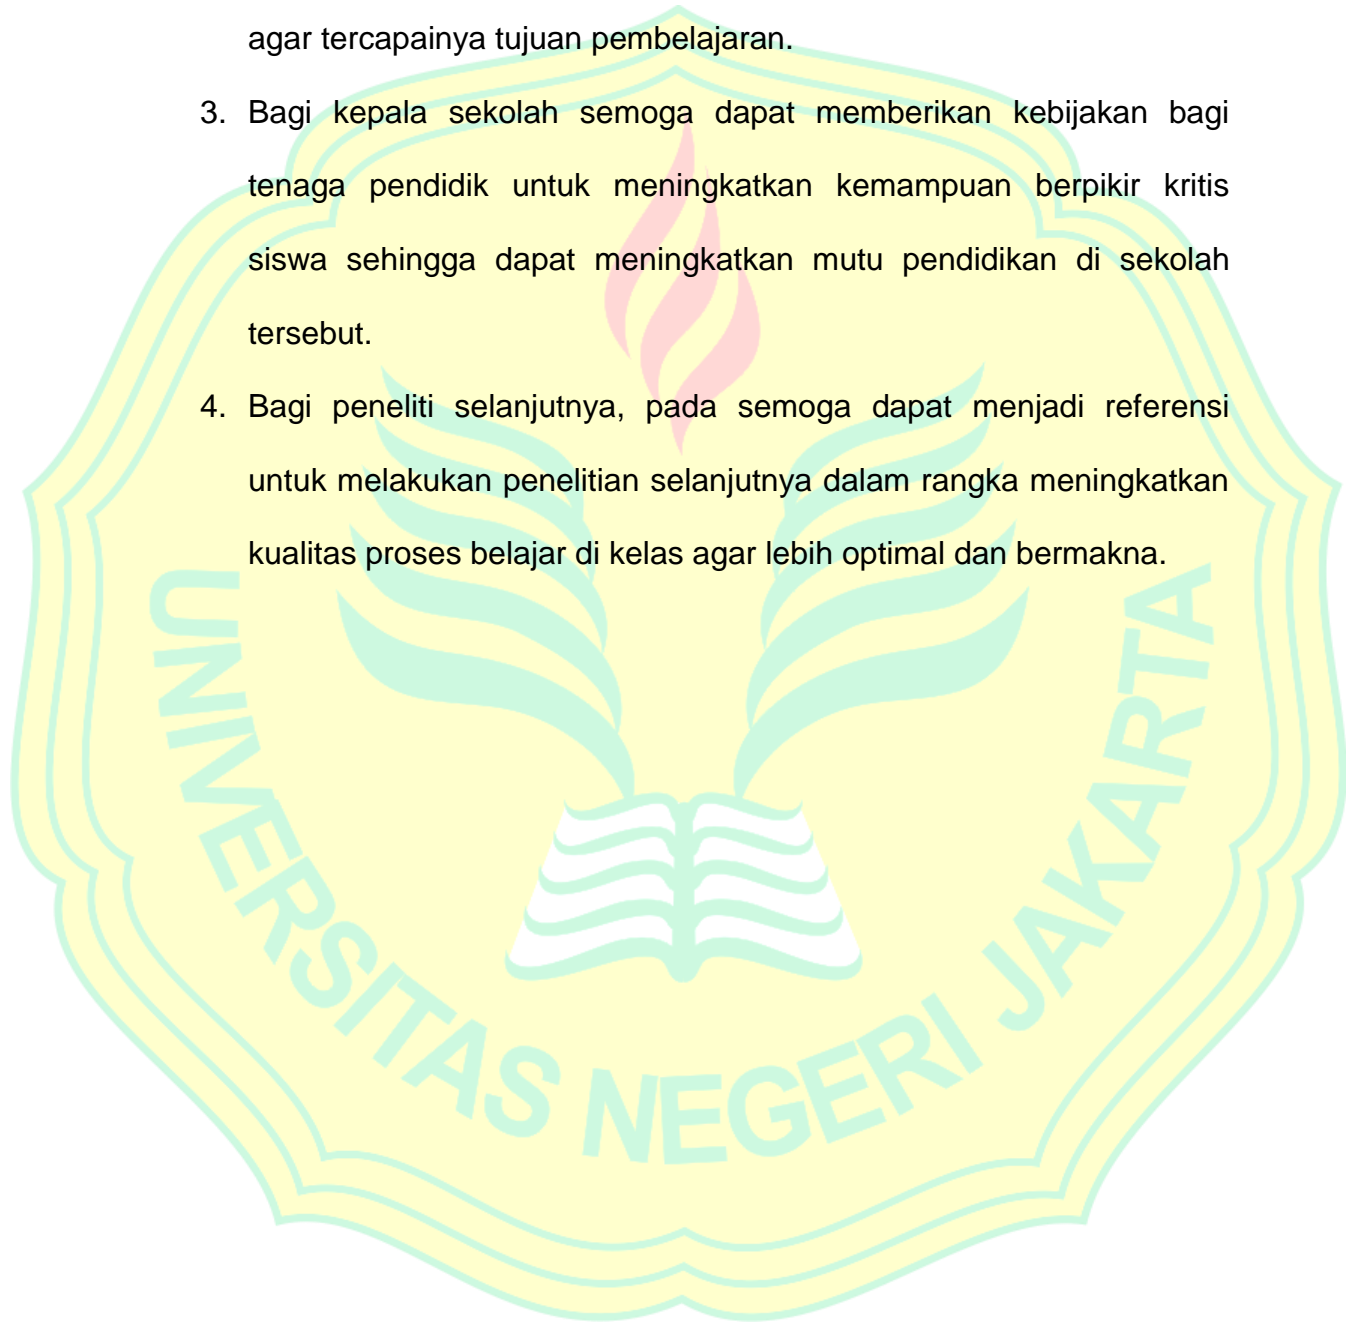 agar tercapainya tujuan pembelajaran.
3. Bagi kepala sekolah semoga dapat memberikan kebijakan bagi
tenaga pendidik untuk meningkatkan kemampuan berpikir kritis
siswa sehingga dapat meningkatkan mutu pendidikan di sekolah
tersebut.
4. Bagi peneliti selanjutnya, pada semoga dapat menjadi referensi
untuk melakukan penelitian selanjutnya dalam rangka meningkatkan
kualitas proses belajar di kelas agar lebih optimal dan bermakna.
UNIVERSITAS NEGERI JAKARTA